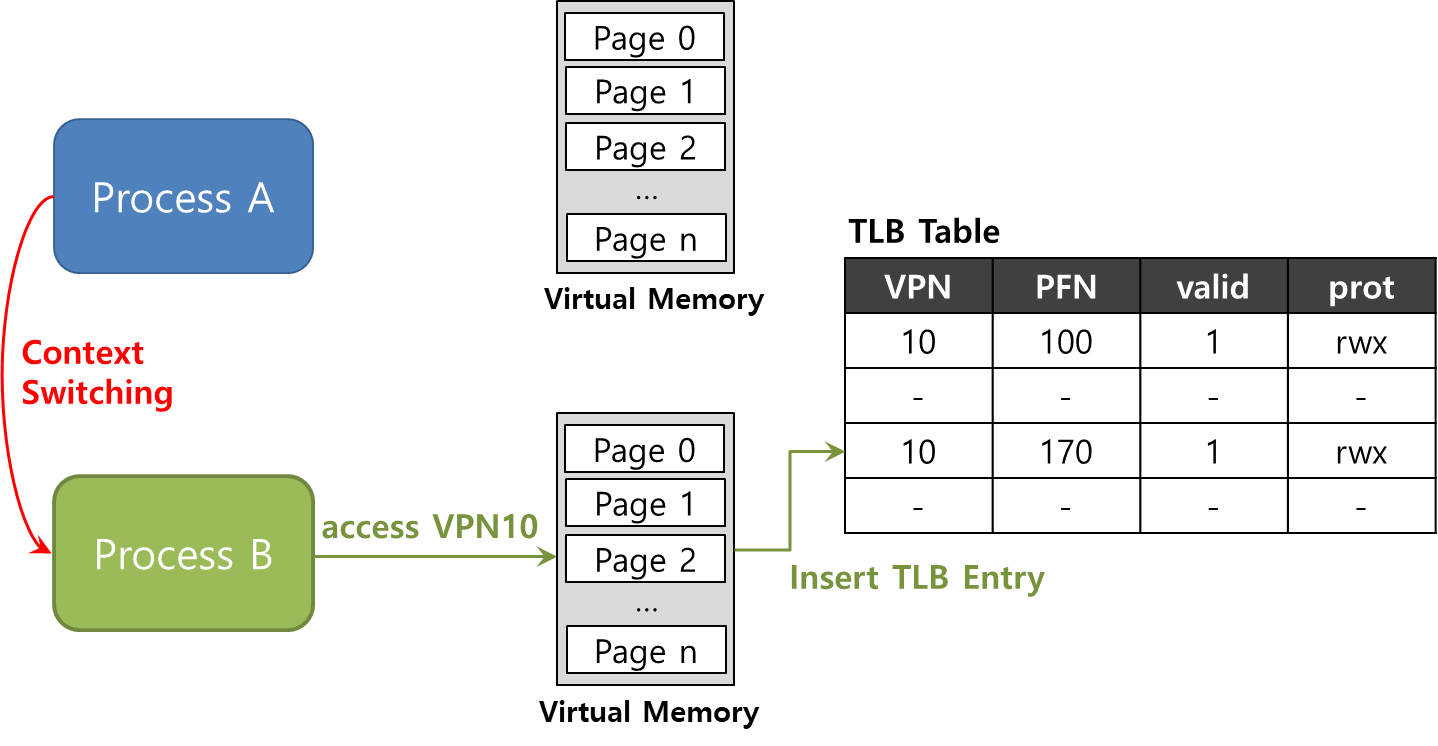 Page 0
Page 1
Page 2
...
Page n
Virtual Memory
Process A
Context
Switching
Process B
access VPN10
Page 0
Page 1
Page 2
...
Page n
Virtual Memory
Insert TLB Entry
TLB Table
VPN PFN valid prot
10 100 1 rwx
- - - -
10 170 1 rwx
- - - -